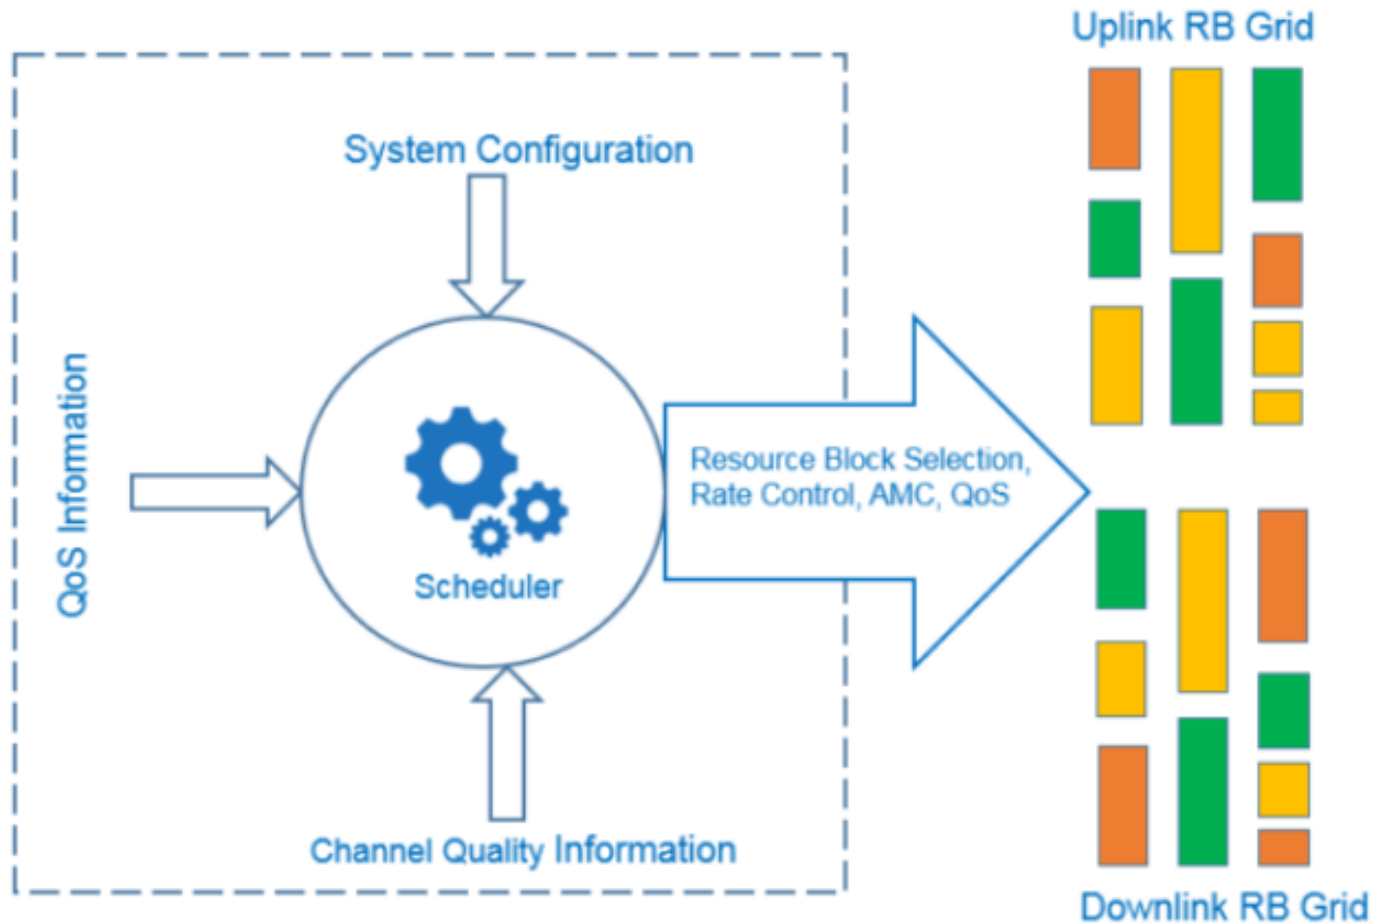 Uplink RB Grid
System Configuration
QoS Information
Resource Block Selection,
Rate Control, AMC, QoS
Scheduler
Channel Quality Information
Downlink RB Grid